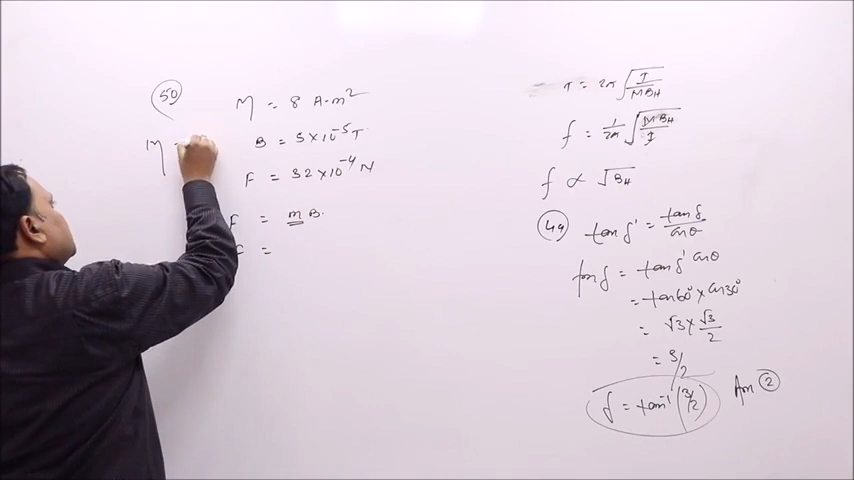 50
M = 8 A-m²
B = 5×10⁻⁵ T
F = 32×10⁻⁴ N
M =
F = m B.
F =
T = 2π √(I/MBH)
f = 1/2π √(MBH/I)
f ∝ √BH
49 tan δ' = tan δ/cos θ
tan δ = tan δ' cos θ
= tan 60° × cos 30°
= √3 × √3/2
= 3/2
δ = tan⁻¹ (3/2) Ans 2